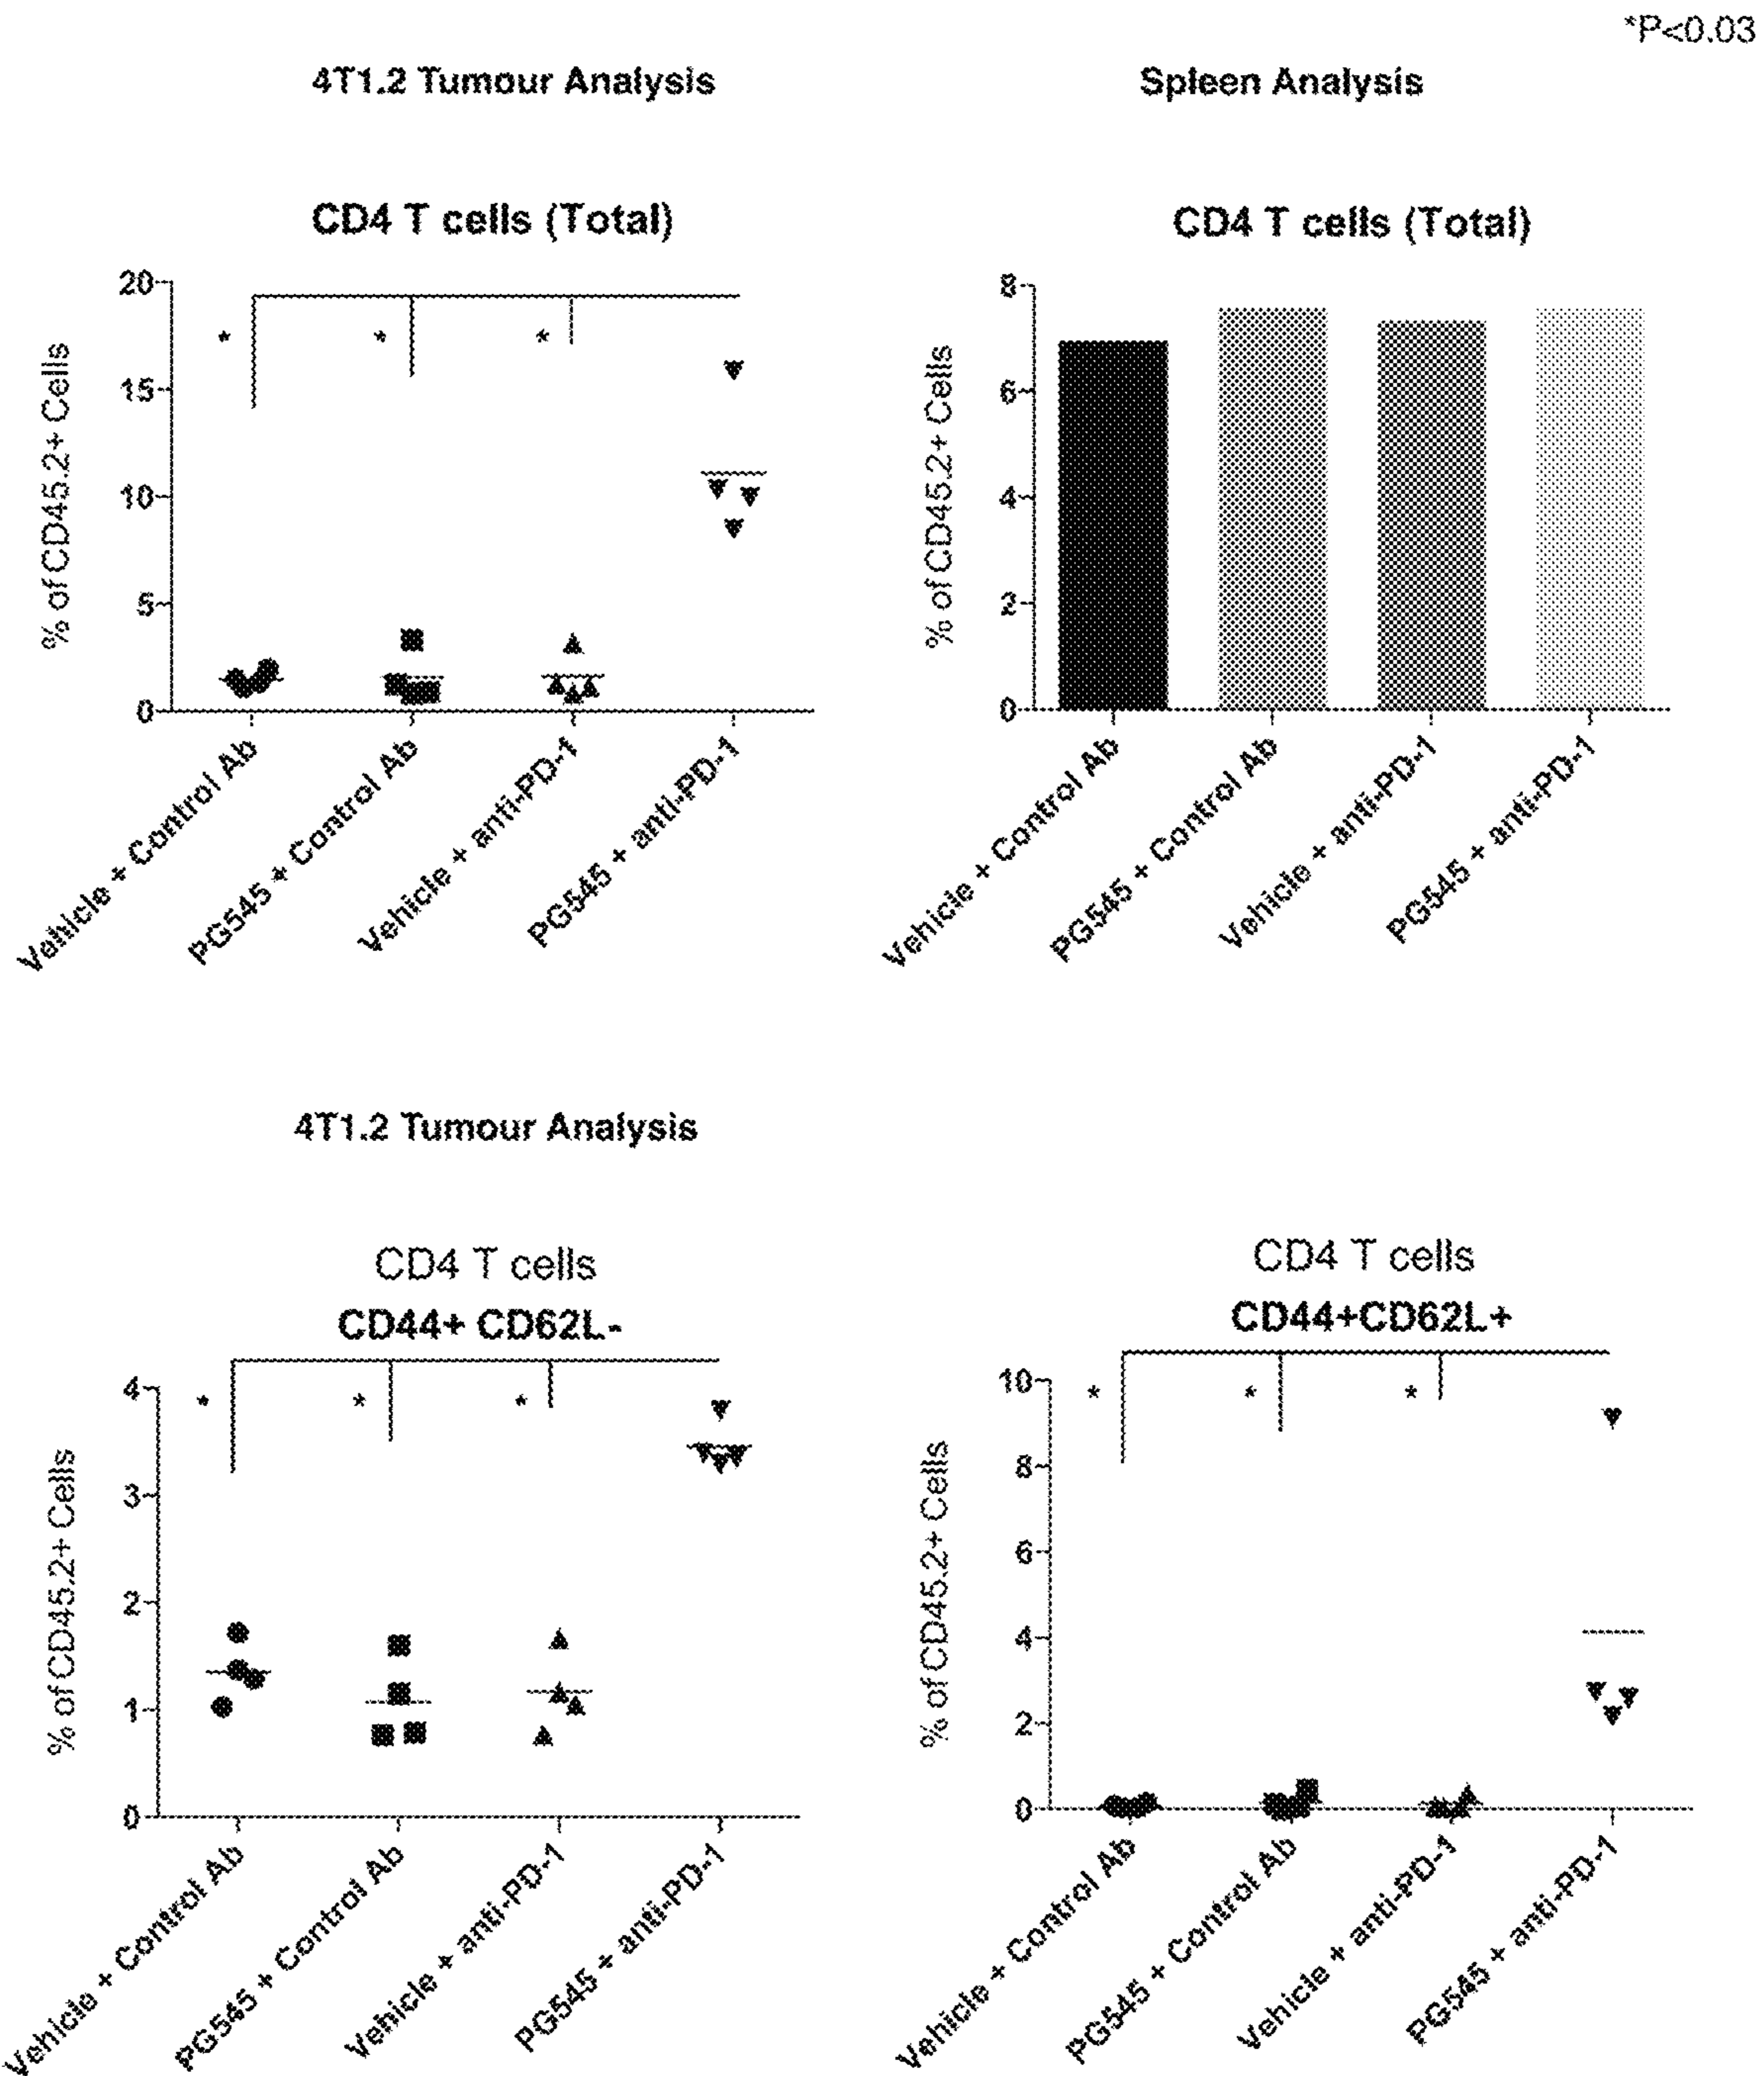 *P<0.03
4T1.2 Tumour Analysis
Spleen Analysis
CD4 T cells (Total)
% of CD45.2+ Cells
20
15
10
5
0
* * *
Vehicle + Control Ab
PG545 + Control Ab
Vehicle + anti-PD-1
PG545 + anti-PD-1
CD4 T cells (Total)
% of CD45.2+ Cells
8
6
4
2
0
Vehicle + Control Ab
PG545 + Control Ab
Vehicle + anti-PD-1
PG545 + anti-PD-1
4T1.2 Tumour Analysis
CD4 T cells
CD44+ CD62L-
% of CD45.2+ Cells
4
3
2
1
0
* * *
Vehicle + Control Ab
PG545 + Control Ab
Vehicle + anti-PD-1
PG545 + anti-PD-1
CD4 T cells
CD44+CD62L+
% of CD45.2+ Cells
10
8
6
4
2
0
* * *
Vehicle + Control Ab
PG545 + Control Ab
Vehicle + anti-PD-1
PG545 + anti-PD-1